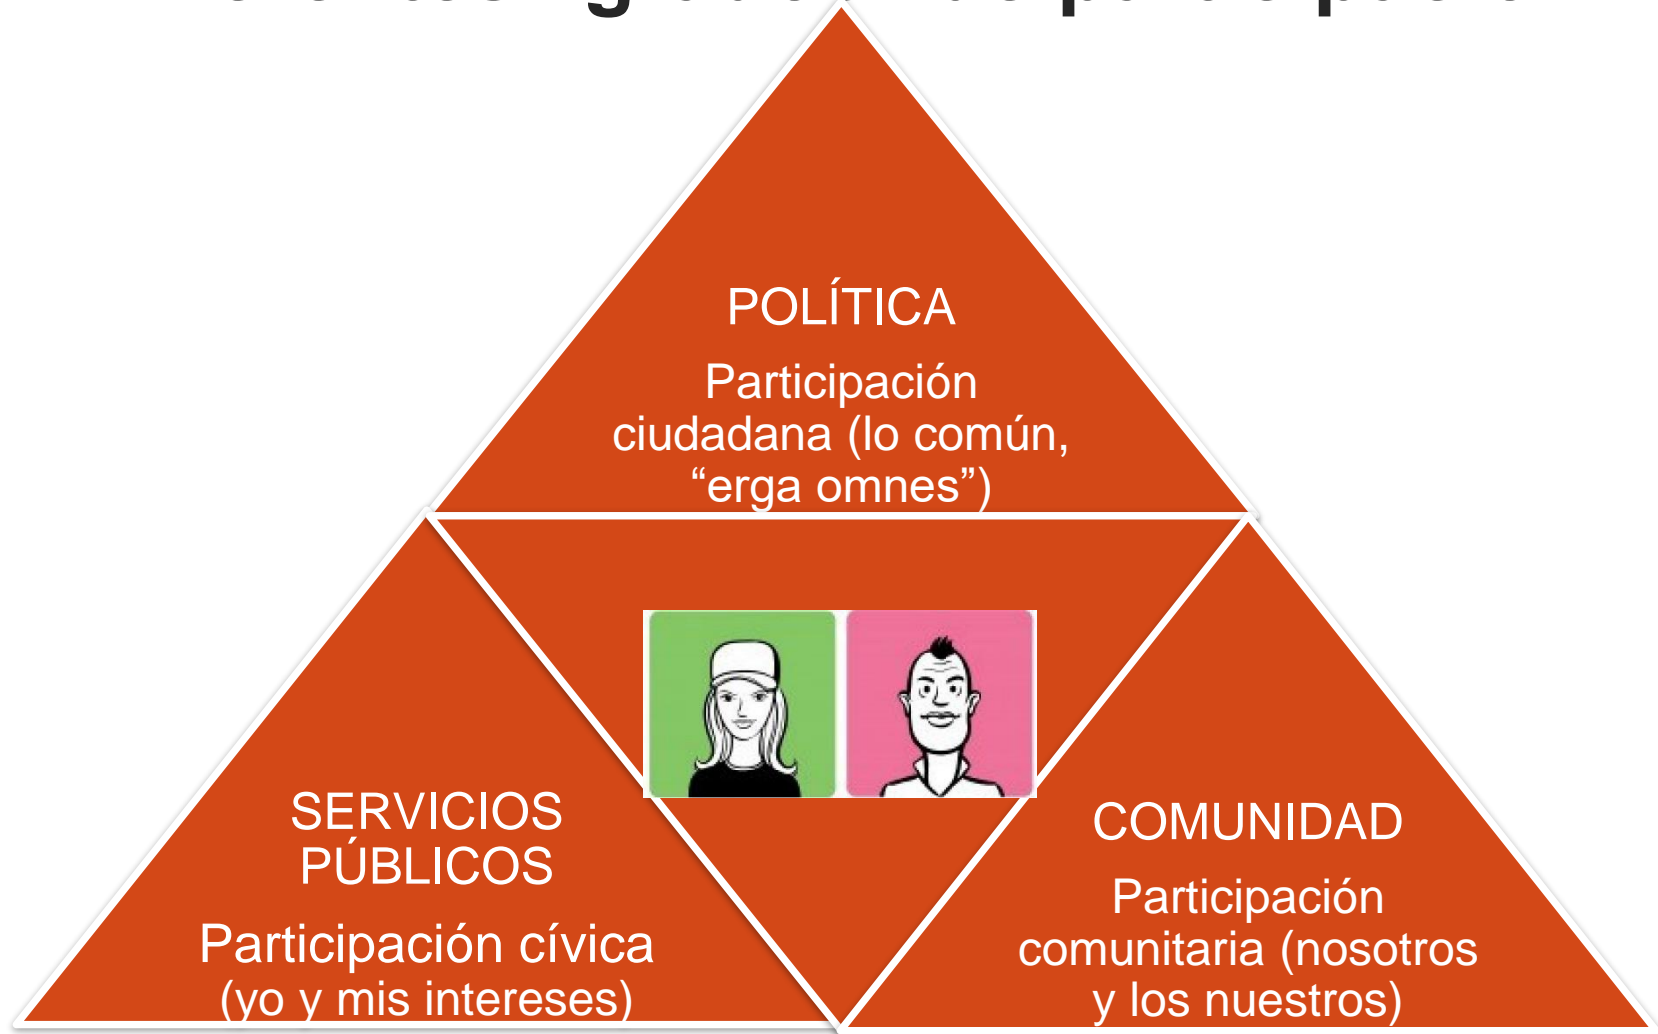 POLÍTICA
Participación
ciudadana (lo común,
“erga omnes”)
SERVICIOS
PÚBLICOS
Participación cívica
(yo y mis intereses)
COMUNIDAD
Participación
comunitaria (nosotros
y los nuestros)